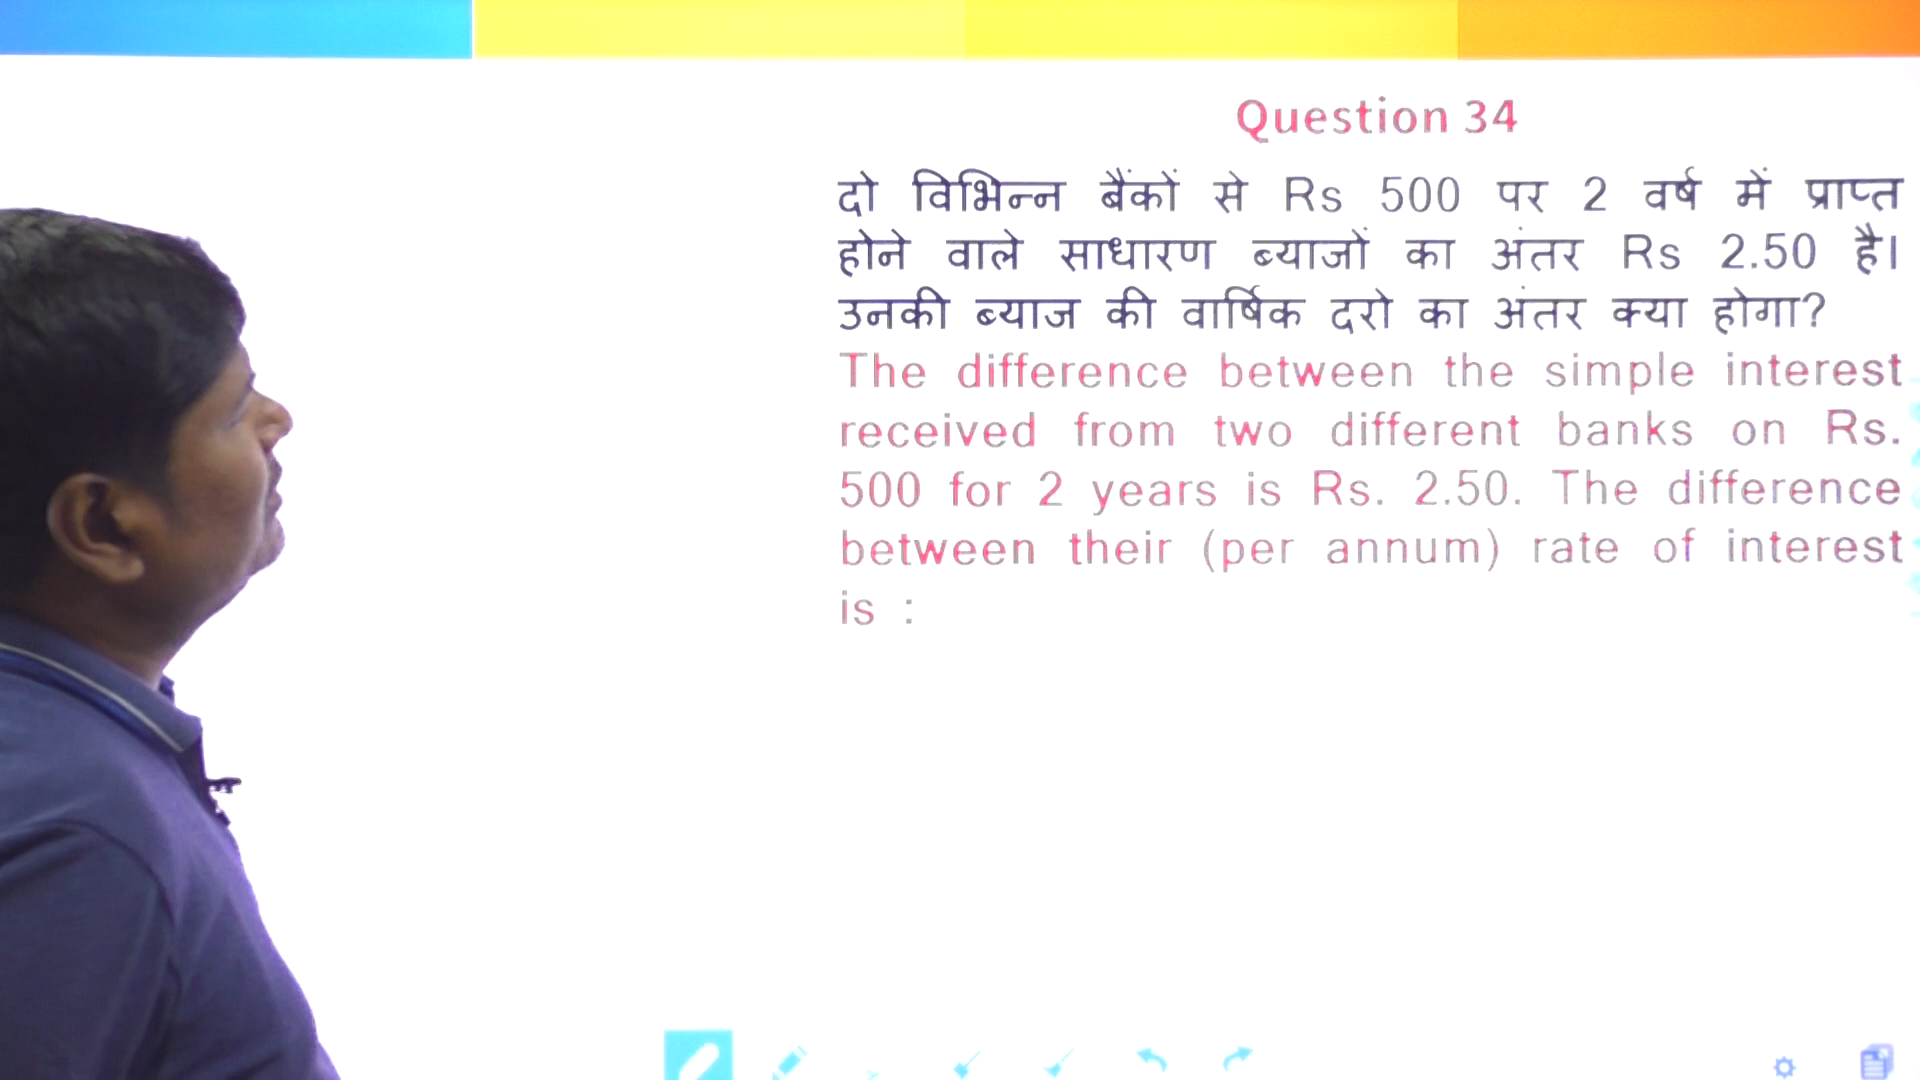 Question 34
दो विभिन्न बैंकों से Rs 500 पर 2 वर्ष में प्राप्त
होने वाले साधारण ब्याजों का अंतर Rs 2.50 है।
उनकी ब्याज की वार्षिक दरो का अंतर क्या होगा?
The difference between the simple interest
received from two different banks on Rs.
500 for 2 years is Rs. 2.50. The difference
between their (per annum) rate of interest
is :